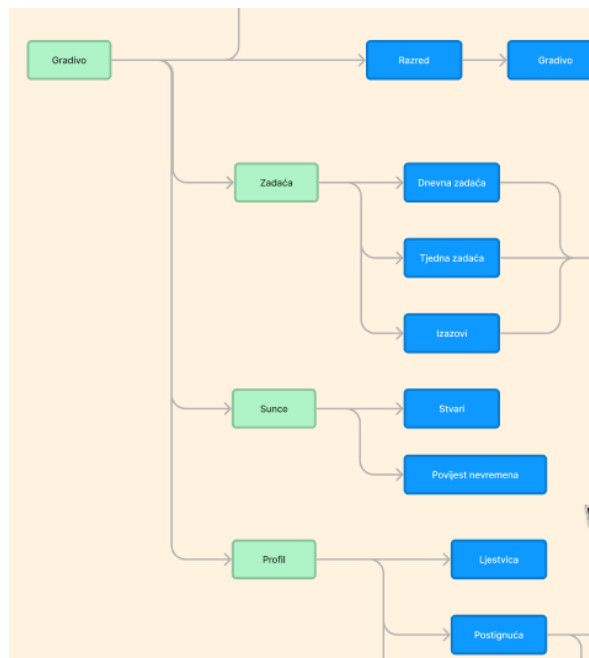 Gradivo
Razred
Gradivo
Zadaća
Dnevna zadaća
Tjedna zadaća
Izazovi
Sunce
Stvari
Povijest nevremena
Profil
Ljestvica
Postignuća